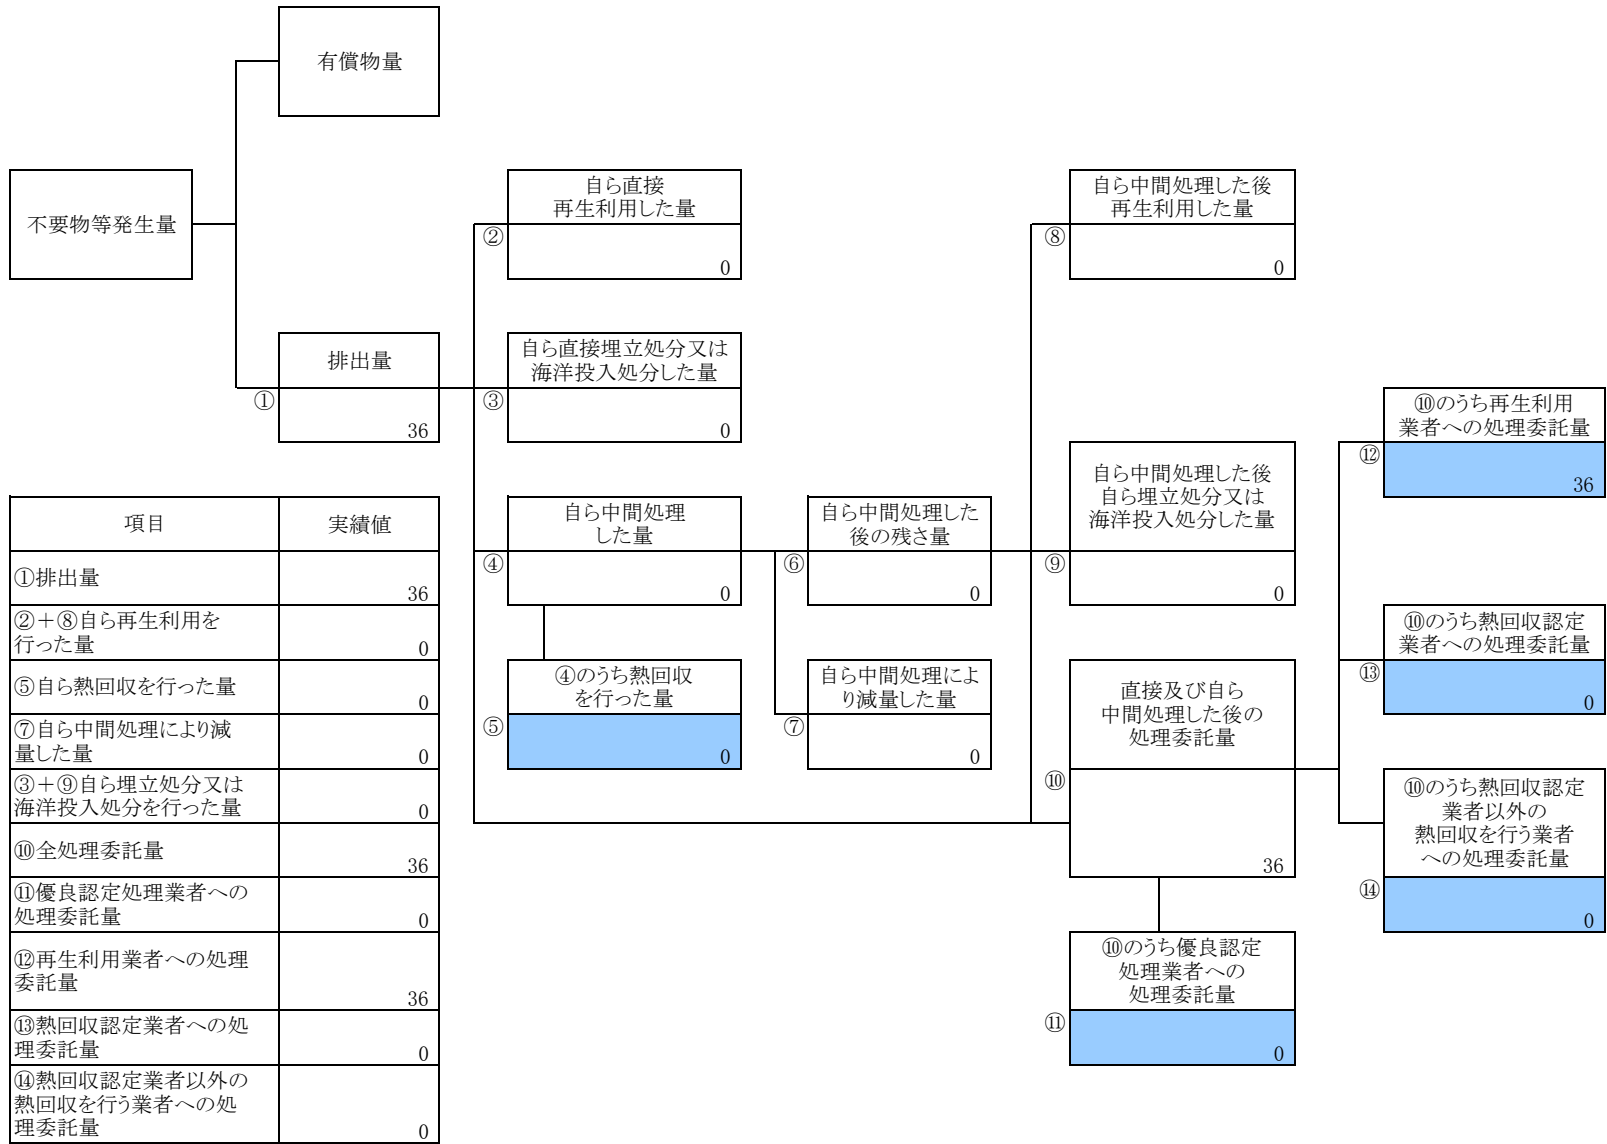 有償物量
不要物等発生量
自ら直接
再生利用した量
②
0
自ら中間処理した後
再生利用した量
⑧
0
排出量
①
36
自ら直接埋立処分又は
海洋投入処分した量
③
0
⑩のうち再生利用
業者への処理委託量
⑫
36
自ら中間処理
した量
④
0
自ら中間処理した
後の残さ量
⑥
0
自ら中間処理した後
自ら埋立処分又は
海洋投入処分した量
⑨
0
④のうち熱回収
を行った量
⑤
0
自ら中間処理によ
り減量した量
⑦
0
直接及び自ら
中間処理した後の
処理委託量
⑩
36
⑩のうち熱回収認定
業者への処理委託量
⑬
0
⑩のうち熱回収認定
業者以外の
熱回収を行う業者
への処理委託量
⑭
0
⑩のうち優良認定
処理業者への
処理委託量
⑪
0
項目 実績値
①排出量
36
②＋⑧自ら再生利用を
行った量
0
⑤自ら熱回収を行った量
0
⑦自ら中間処理により減
量した量
0
③＋⑨自ら埋立処分又は
海洋投入処分を行った量
0
⑩全処理委託量
36
⑪優良認定処理業者への
処理委託量
0
⑫再生利用業者への処理
委託量
36
⑬熱回収認定業者への処
理委託量
0
⑭熱回収認定業者以外の
熱回収を行う業者への処
理委託量
0